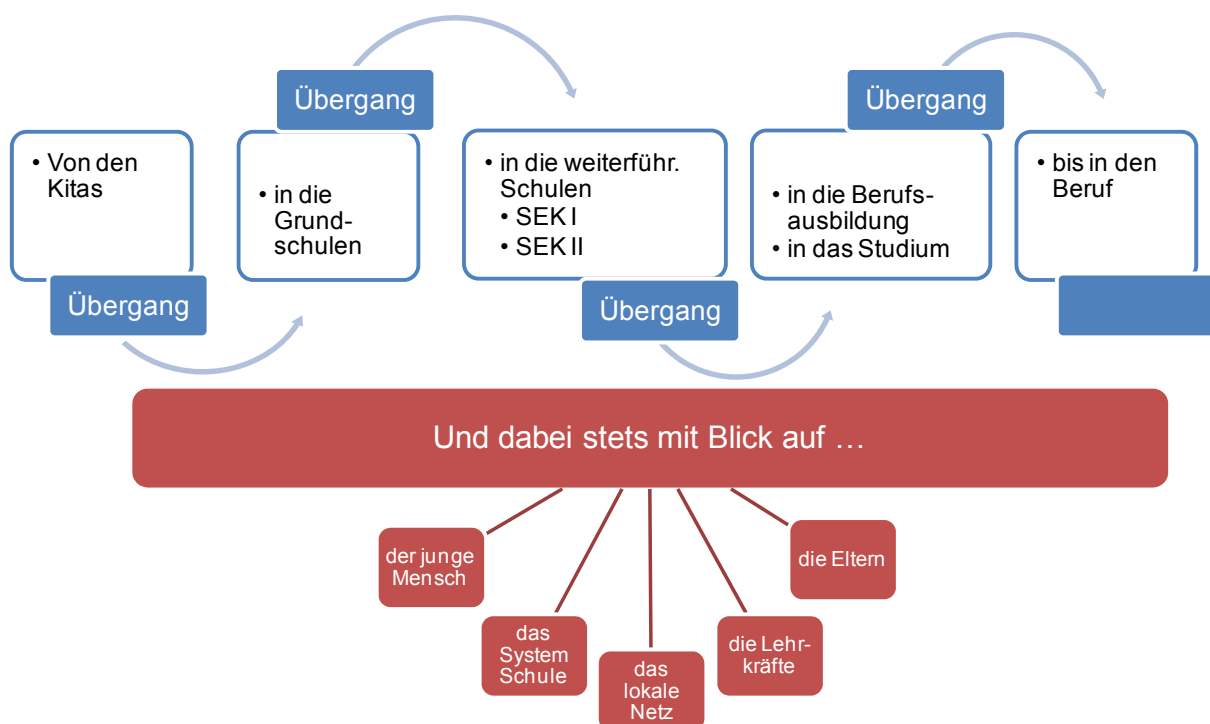 • Von den
Kitas
Übergang
• in die
Grund-
schulen
Übergang
• in die weiterführ.
Schulen
• SEK I
• SEK II
Übergang
• in die Berufs-
ausbildung
• in das Studium
Übergang
• bis in den
Beruf
Und dabei stets mit Blick auf …
der junge
Mensch
das
System
Schule
das
lokale
Netz
die Lehr-
kräfte
die Eltern